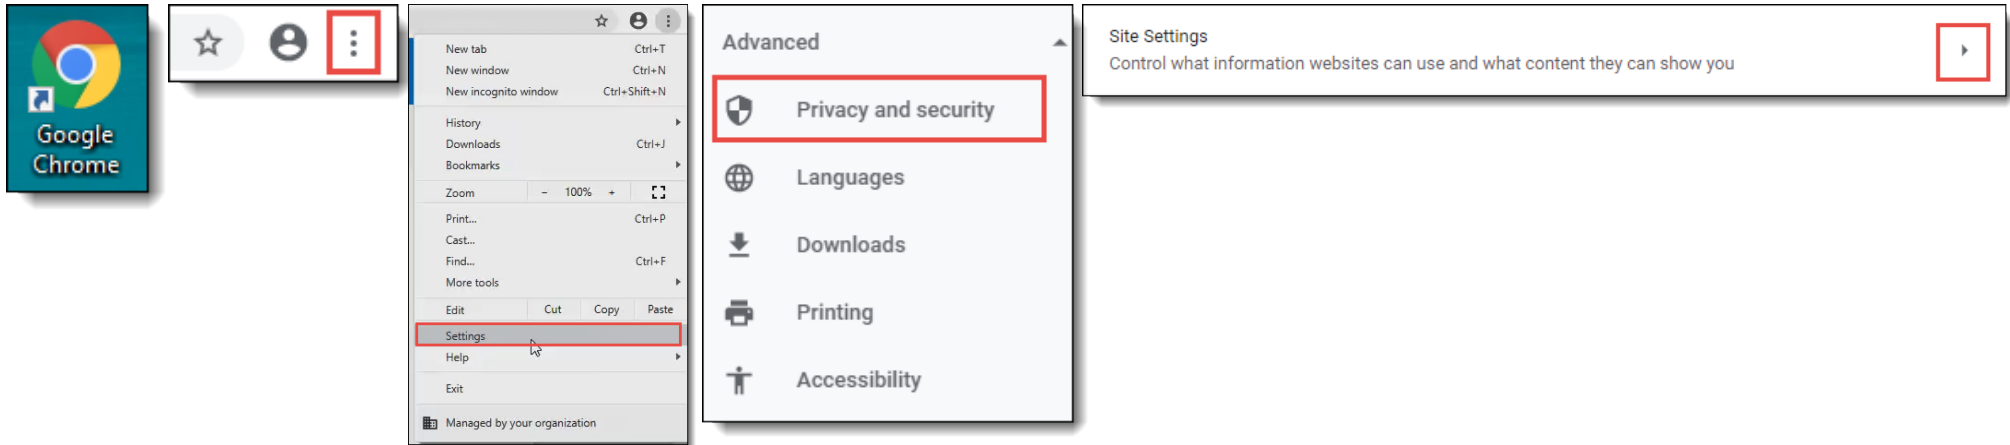 Google
Chrome
New tab Ctrl+T
New window Ctrl+N
New incognito window Ctrl+Shift+N
History
Downloads Ctrl+J
Bookmarks
Zoom - 100% +
Print... Ctrl+P
Cast...
Find... Ctrl+F
More tools
Edit Cut Copy Paste
Settings
Help
Exit
Managed by your organization
Advanced
Privacy and security
Languages
Downloads
Printing
Accessibility
Site Settings
Control what information websites can use and what content they can show you